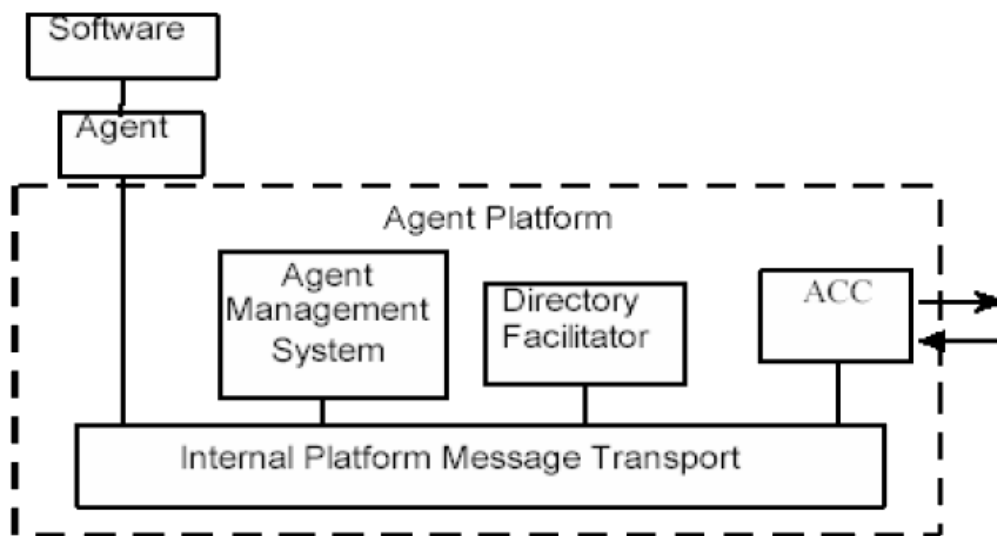 Software
Agent
Agent Platform
Agent
Management
System
Directory
Facilitator
ACC
Internal Platform Message Transport